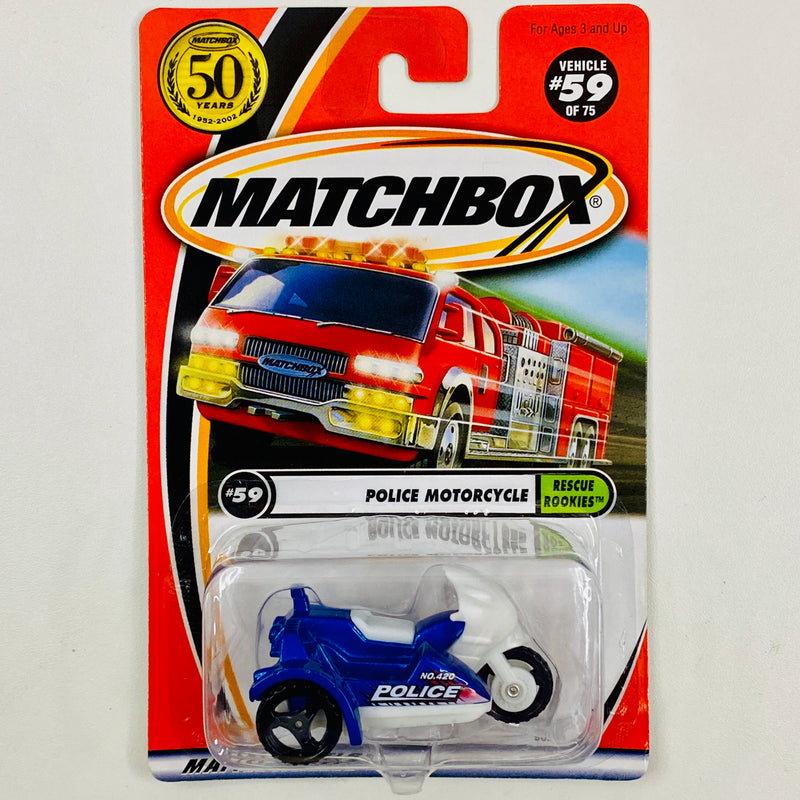 MATCHBOX
50
YEARS
1952-2002
For Ages 3 and Up
VEHICLE
#59
OF 75
MATCHBOX®
MATCHBOX
#59
POLICE MOTORCYCLE
RESCUE
ROOKIES™
NO.420
POLICE